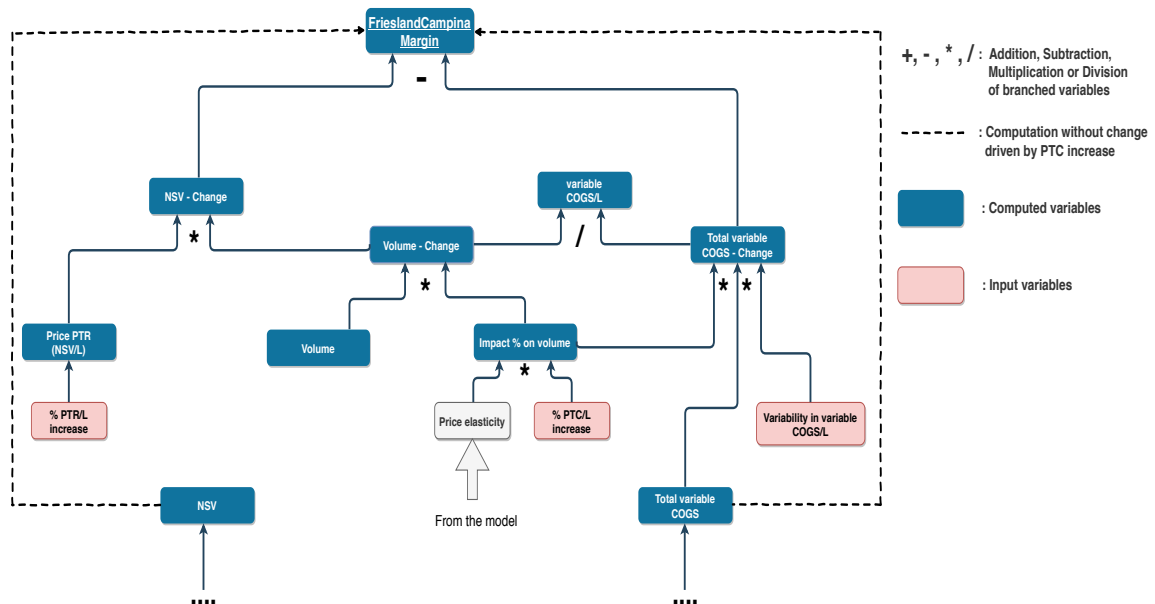 FrieslandCampina
Margin
-
+, - , * , / : Addition, Subtraction,
Multiplication or Division
of branched variables
: Computation without change
driven by PTC increase
NSV - Change
variable
COGS/L
: Computed variables
*
Volume - Change
/
Total variable
COGS - Change
* *
*
: Input variables
Price PTR
(NSV/L)
Volume
Impact % on volume
*
% PTR/L
increase
Price elasticity
% PTC/L
increase
Variability in variable
COGS/L
NSV
Total variable
COGS
From the model
....
....